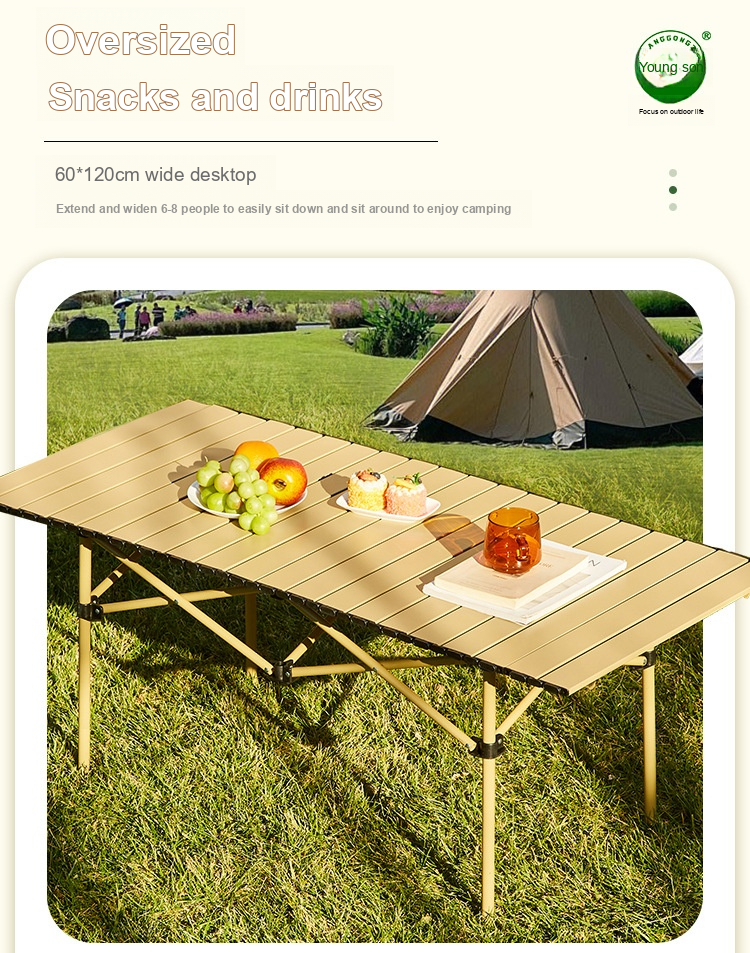 Oversized
Snacks and drinks
ANGGONGZ
®
Young son
Focus on outdoor life
60*120cm wide desktop
Extend and widen 6-8 people to easily sit down and sit around to enjoy camping
Z